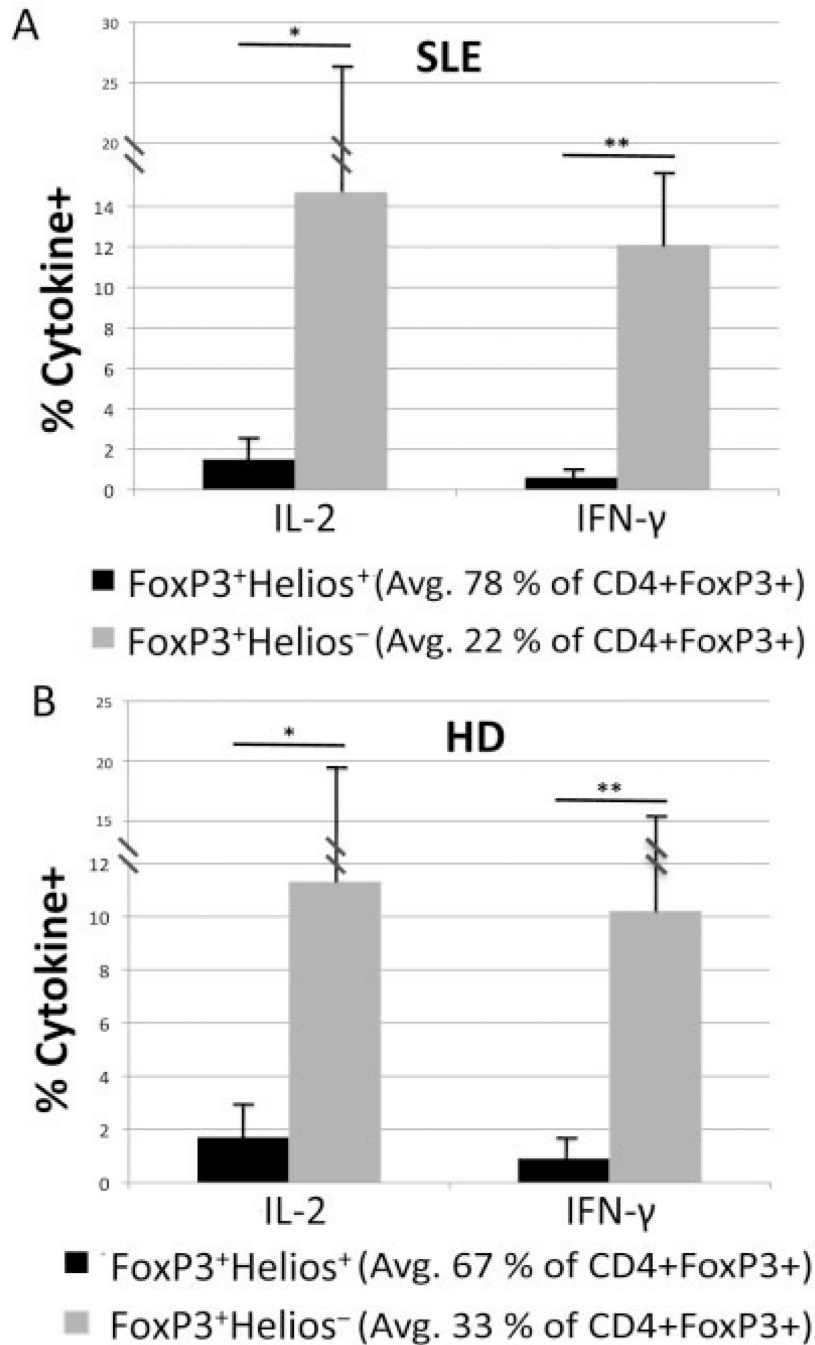 A
SLE
*
**
% Cytokine+
30
25
20
14
12
10
8
6
4
2
0
IL-2
IFN-γ
FoxP3⁺Helios⁺ (Avg. 78 % of CD4+FoxP3+)
FoxP3⁺Helios⁻ (Avg. 22 % of CD4+FoxP3+)
B
HD
*
**
% Cytokine+
25
20
15
12
10
8
6
4
2
0
IL-2
IFN-γ
FoxP3⁺Helios⁺ (Avg. 67 % of CD4+FoxP3+)
FoxP3⁺Helios⁻ (Avg. 33 % of CD4+FoxP3+)